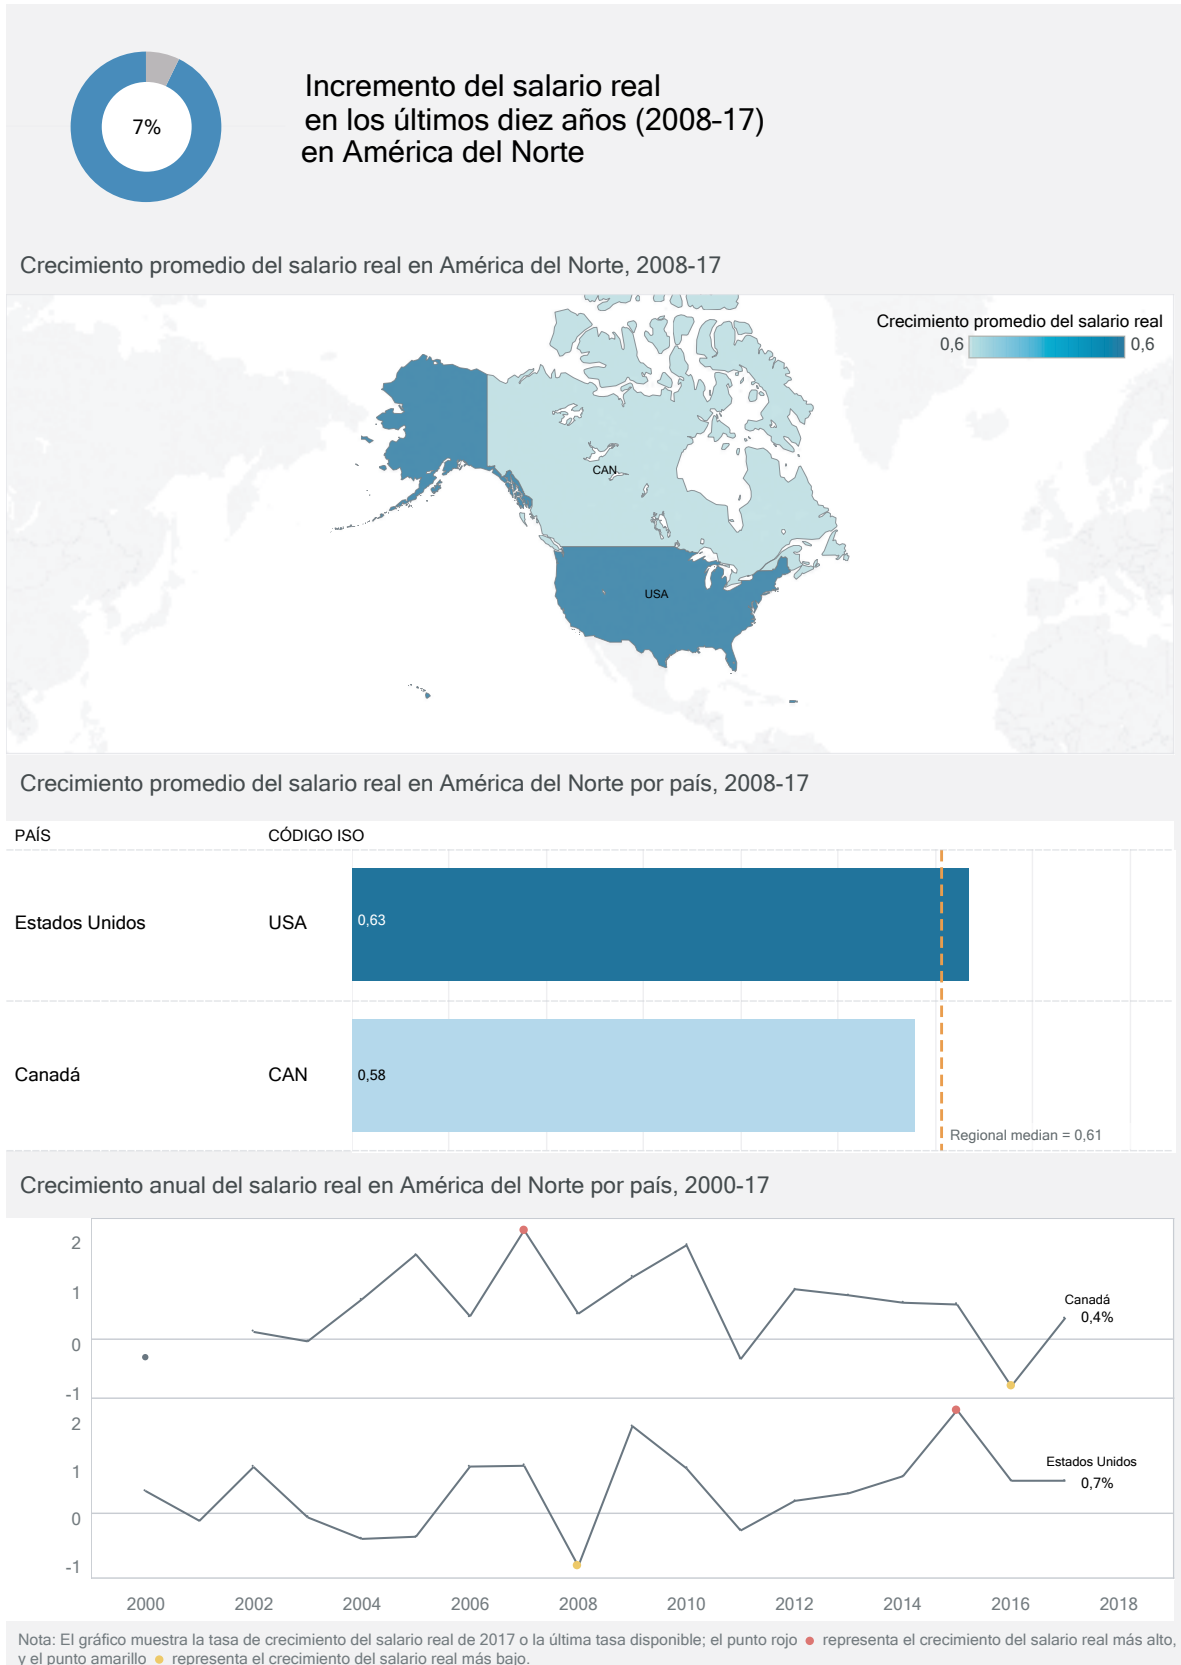 7%
Incremento del salario real
en los últimos diez años (2008-17)
en América del Norte
Crecimiento promedio del salario real en América del Norte, 2008-17
Crecimiento promedio del salario real
0,6 0,6
CAN
USA
Crecimiento promedio del salario real en América del Norte por país, 2008-17
PAÍS CÓDIGO ISO
Estados Unidos USA 0,63
Canadá CAN 0,58
Regional median = 0,61
Crecimiento anual del salario real en América del Norte por país, 2000-17
2
1
0
-1
Canadá
0,4%
2
1
0
-1
Estados Unidos
0,7%
2000 2002 2004 2006 2008 2010 2012 2014 2016 2018
Nota: El gráfico muestra la tasa de crecimiento del salario real de 2017 o la última tasa disponible; el punto rojo representa el crecimiento del salario real más alto,
y el punto amarillo representa el crecimiento del salario real más bajo.